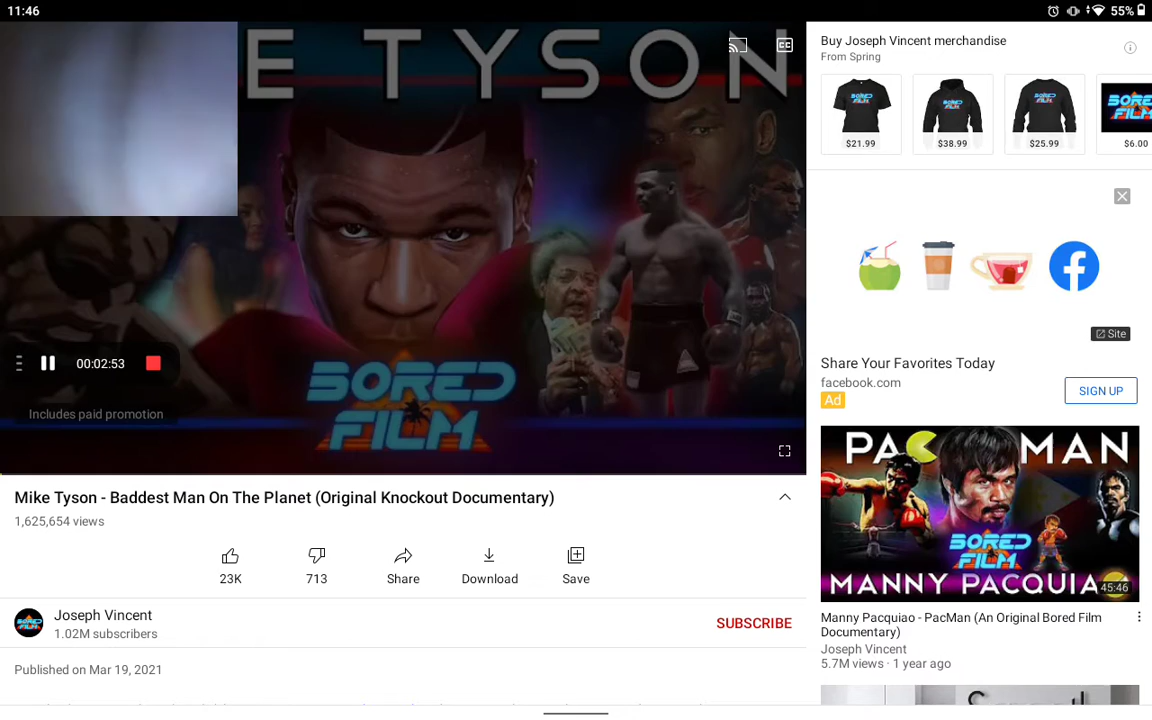 11:46
55%
E TYSON
CC
00:02:53
Includes paid promotion
BORED
FILM
Mike Tyson - Baddest Man On The Planet (Original Knockout Documentary)
1,625,654 views
23K
713
Share
Download
Save
Joseph Vincent
1.02M subscribers
SUBSCRIBE
Published on Mar 19, 2021
Buy Joseph Vincent merchandise
From Spring
$21.99
$38.99
$25.99
$6.00
Site
Share Your Favorites Today
facebook.com
Ad
SIGN UP
PACMAN
BORED
FILM
MANNY PACQUIA
45:46
Manny Pacquiao - PacMan (An Original Bored Film
Documentary)
Joseph Vincent
5.7M views · 1 year ago